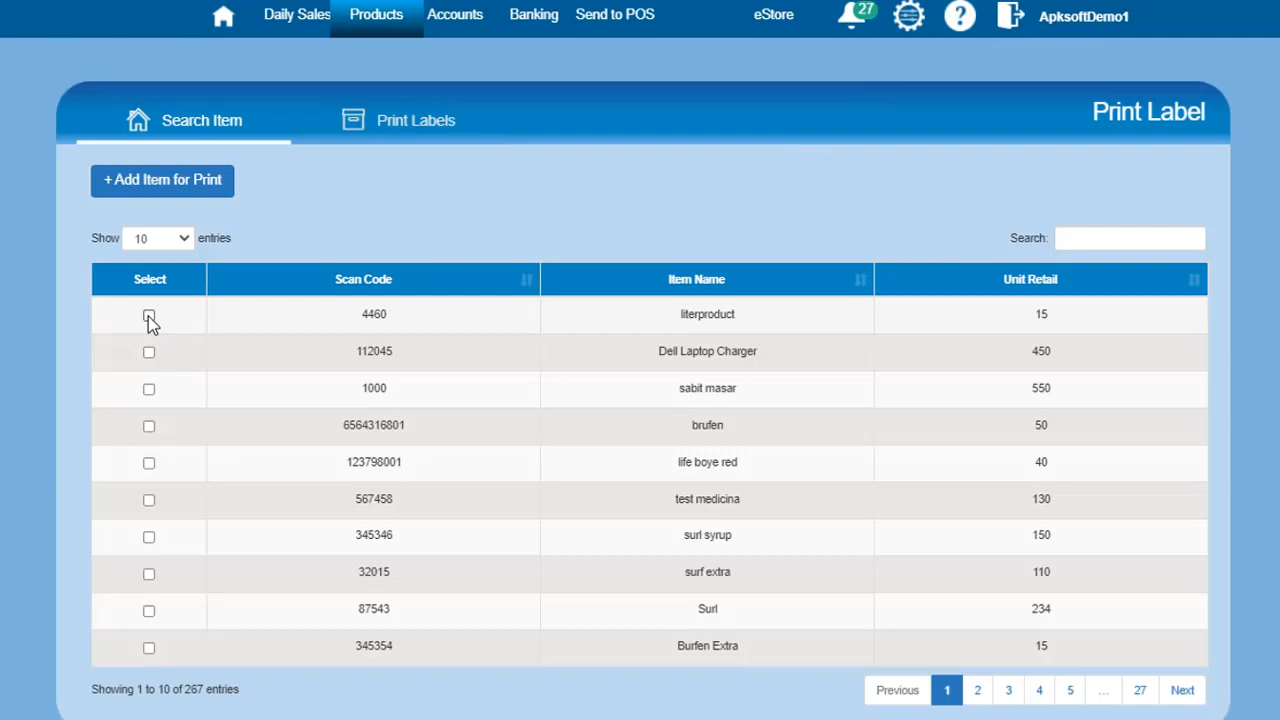 Daily Sales Products Accounts Banking Send to POS eStore 27 ? ApksoftDemo1
Search Item Print Labels Print Label
+ Add Item for Print
Show 10 entries Search:
Select Scan Code Item Name Unit Retail
4460 literproduct 15
112045 Dell Laptop Charger 450
1000 sabit masar 550
6564316801 brufen 50
123798001 life boye red 40
567458 test medicina 130
345346 surl syrup 150
32015 surf extra 110
87543 Surl 234
345354 Burfen Extra 15
Showing 1 to 10 of 267 entries Previous 1 2 3 4 5 ... 27 Next